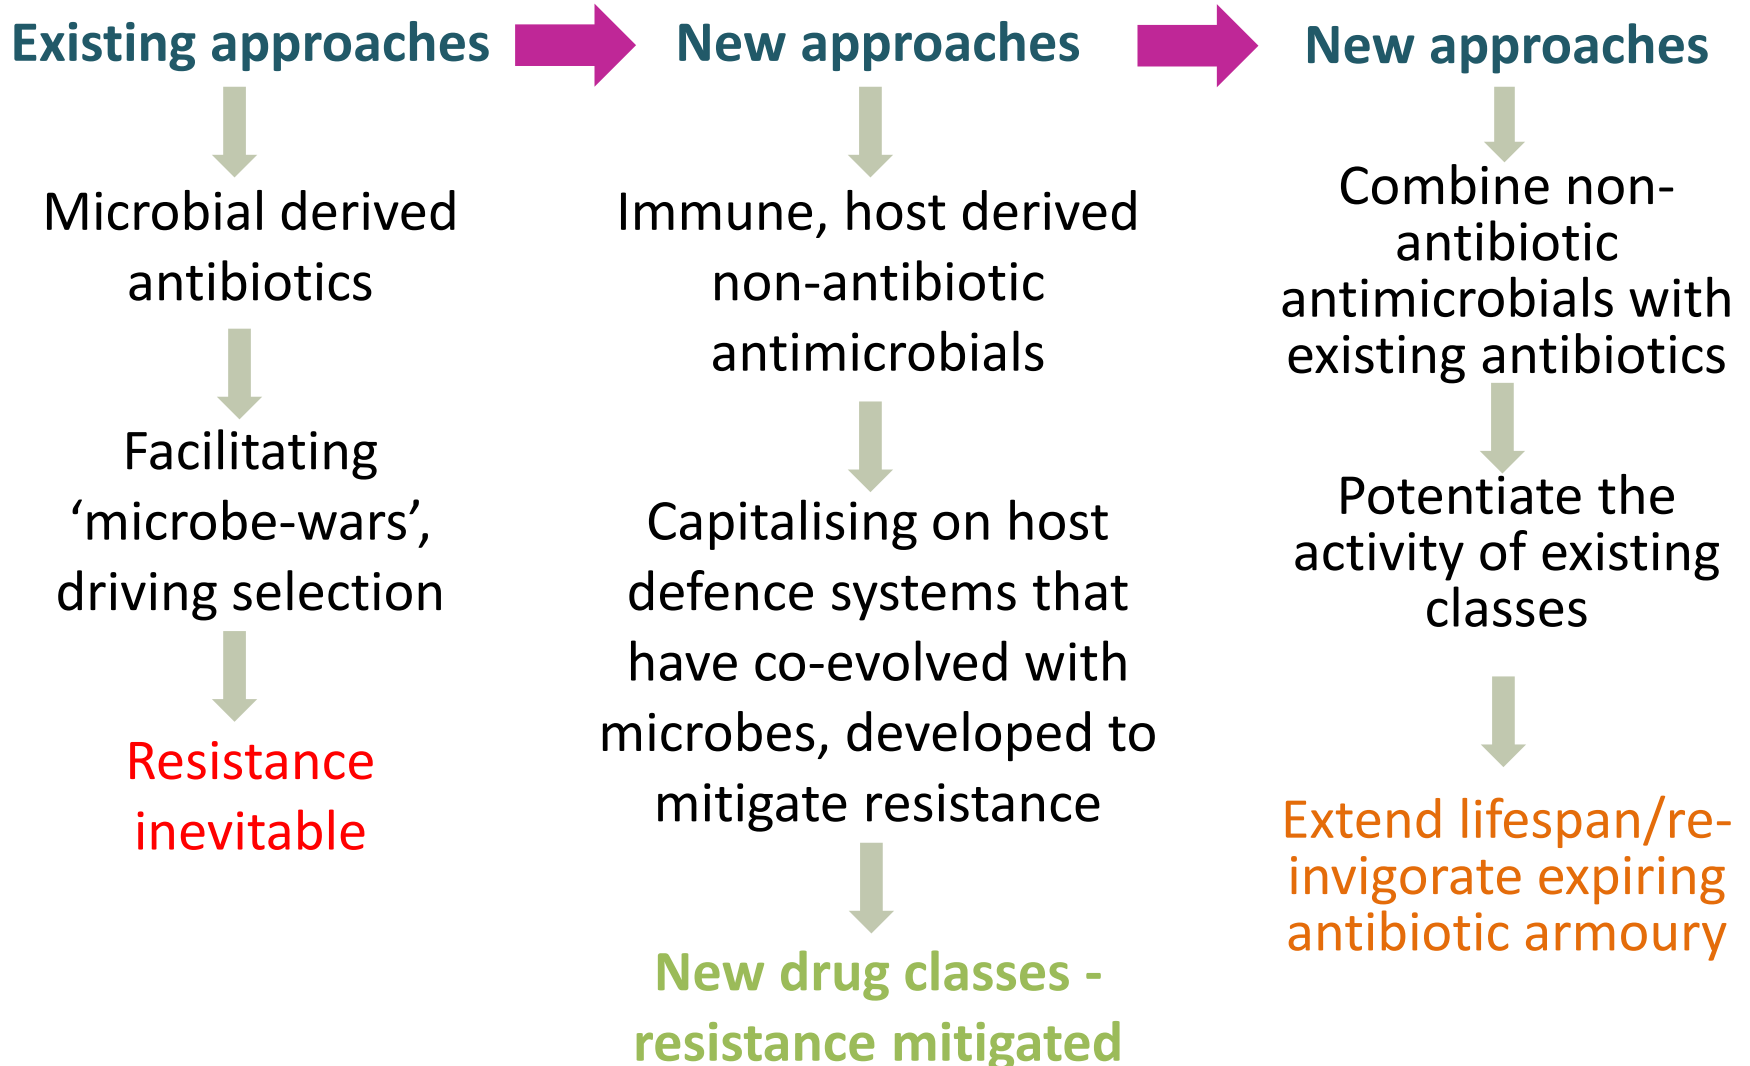 Existing approaches
Microbial derived
antibiotics
Facilitating
‘microbe-wars’,
driving selection
Resistance
inevitable
New approaches
Immune, host derived
non-antibiotic
antimicrobials
Capitalising on host
defence systems that
have co-evolved with
microbes, developed to
mitigate resistance
New drug classes -
resistance mitigated
New approaches
Combine non-
antibiotic
antimicrobials with
existing antibiotics
Potentiate the
activity of existing
classes
Extend lifespan/re-
invigorate expiring
antibiotic armoury